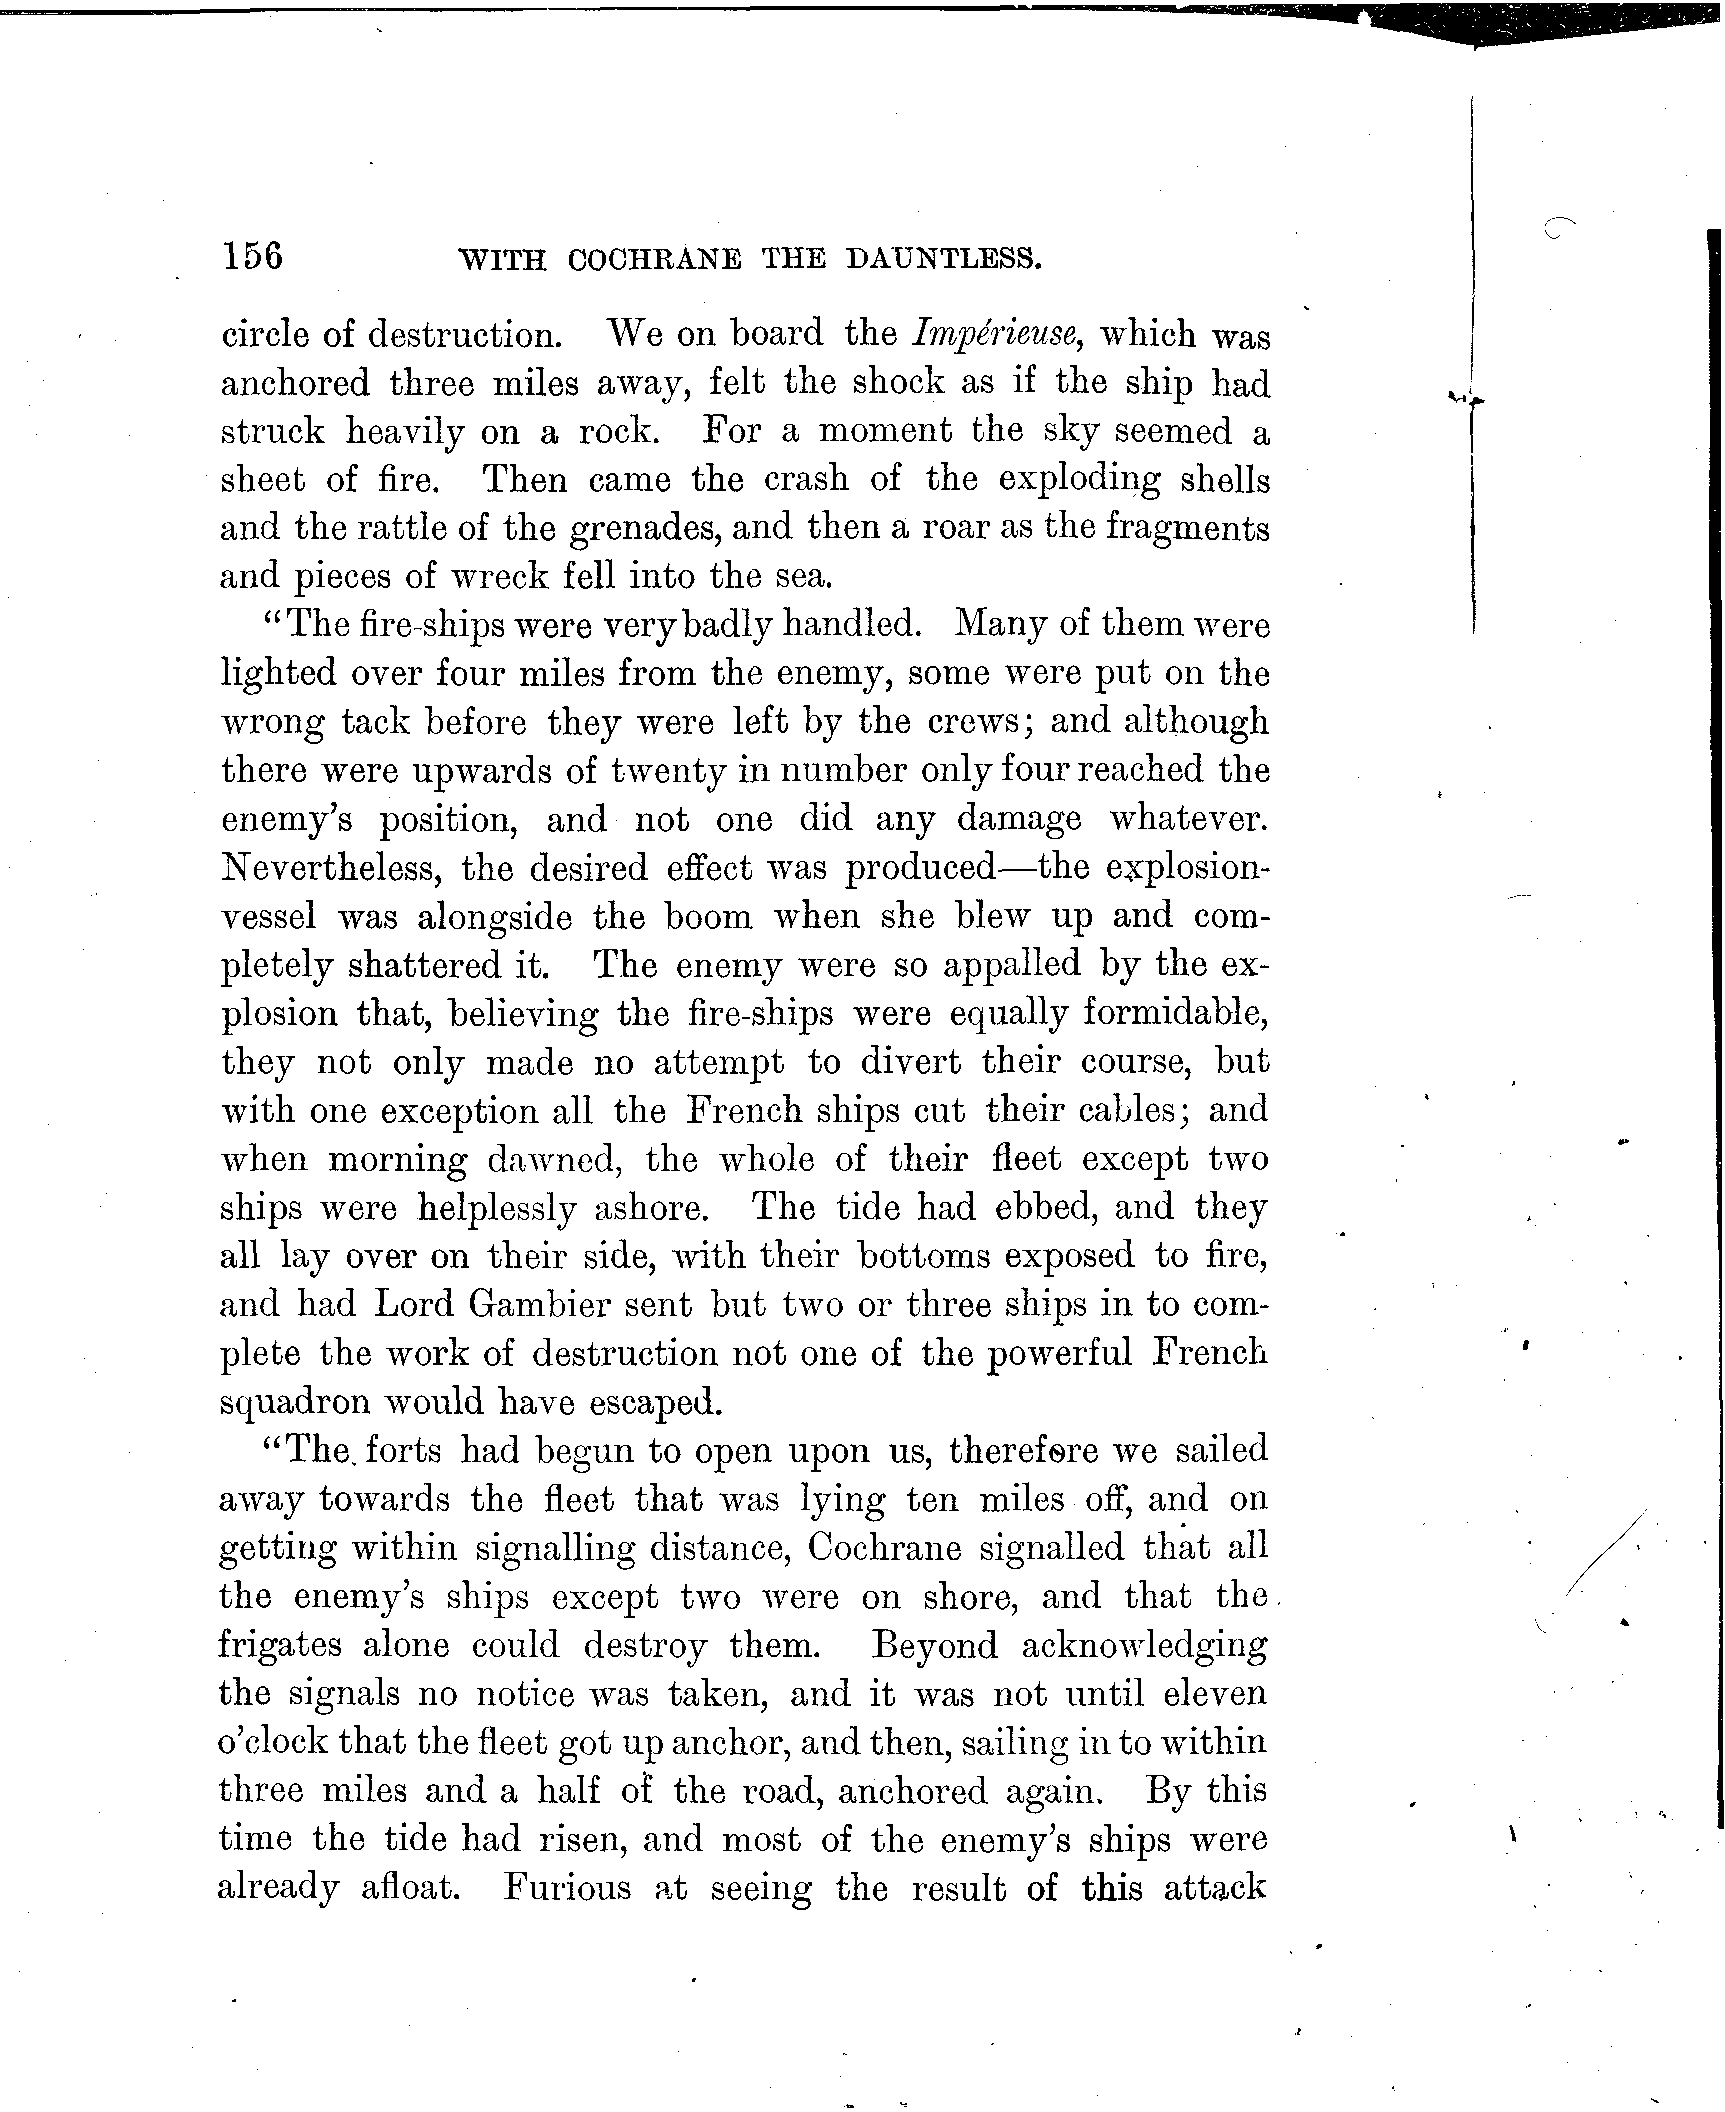 156 WITH COCHRANE THE DAUNTLESS.
circle of destruction. We on board the Impérieuse, which was
anchored three miles away, felt the shock as if the ship had
struck heavily on a rock. For a moment the sky seemed a
sheet of fire. Then came the crash of the exploding shells
and the rattle of the grenades, and then a roar as the fragments
and pieces of wreck fell into the sea.
"The fire-ships were very badly handled. Many of them were
lighted over four miles from the enemy, some were put on the
wrong tack before they were left by the crews; and although
there were upwards of twenty in number only four reached the
enemy's position, and not one did any damage whatever.
Nevertheless, the desired effect was produced—the explosion-
vessel was alongside the boom when she blew up and com-
pletely shattered it. The enemy were so appalled by the ex-
plosion that, believing the fire-ships were equally formidable,
they not only made no attempt to divert their course, but
with one exception all the French ships cut their cables; and
when morning dawned, the whole of their fleet except two
ships were helplessly ashore. The tide had ebbed, and they
all lay over on their side, with their bottoms exposed to fire,
and had Lord Gambier sent but two or three ships in to com-
plete the work of destruction not one of the powerful French
squadron would have escaped.
"The forts had begun to open upon us, therefore we sailed
away towards the fleet that was lying ten miles off, and on
getting within signalling distance, Cochrane signalled that all
the enemy's ships except two were on shore, and that the
frigates alone could destroy them. Beyond acknowledging
the signals no notice was taken, and it was not until eleven
o'clock that the fleet got up anchor, and then, sailing in to within
three miles and a half of the road, anchored again. By this
time the tide had risen, and most of the enemy's ships were
already afloat. Furious at seeing the result of this attack